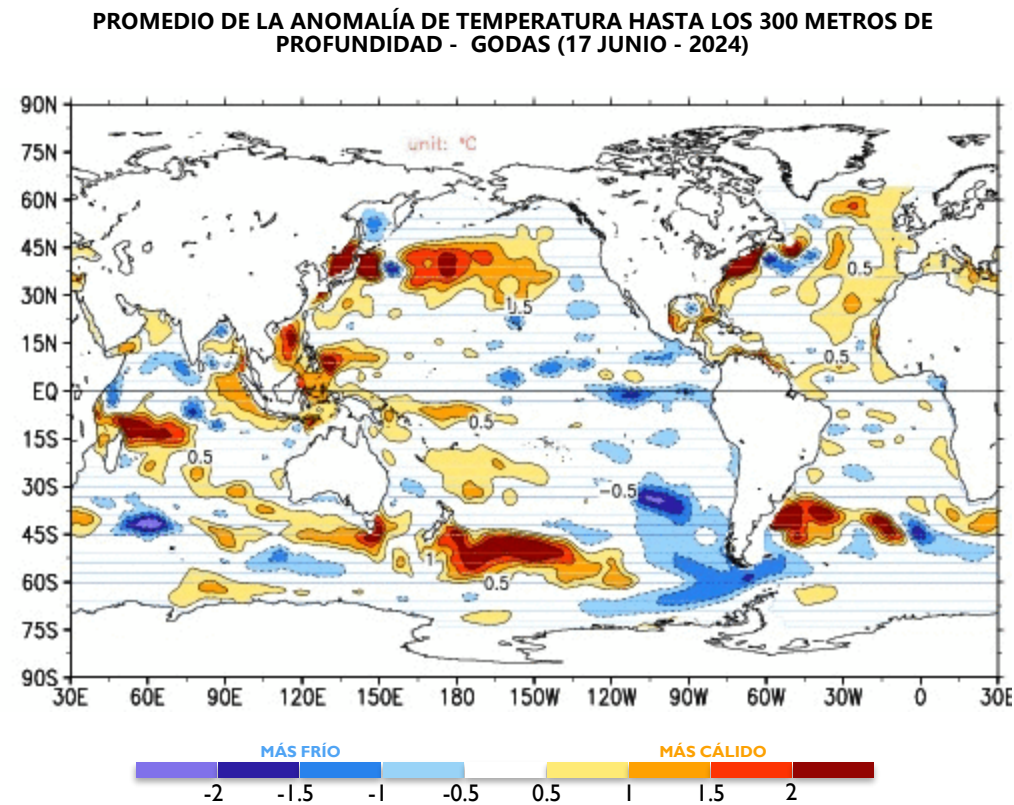 PROMEDIO DE LA ANOMALÍA DE TEMPERATURA HASTA LOS 300 METROS DE
PROFUNDIDAD - GODAS (17 JUNIO - 2024)
90N
75N
60N
45N
30N
15N
EQ
15S
30S
45S
60S
75S
90S
unit: °C
0.5
0.5
0.5
0.5
-0.5
1
0.5
30E 60E 90E 120E 150E 180 150W 120W 90W 60W 30W 0 30E
MÁS FRÍO MÁS CÁLIDO
-2 -1.5 -1 -0.5 0.5 1 1.5 2